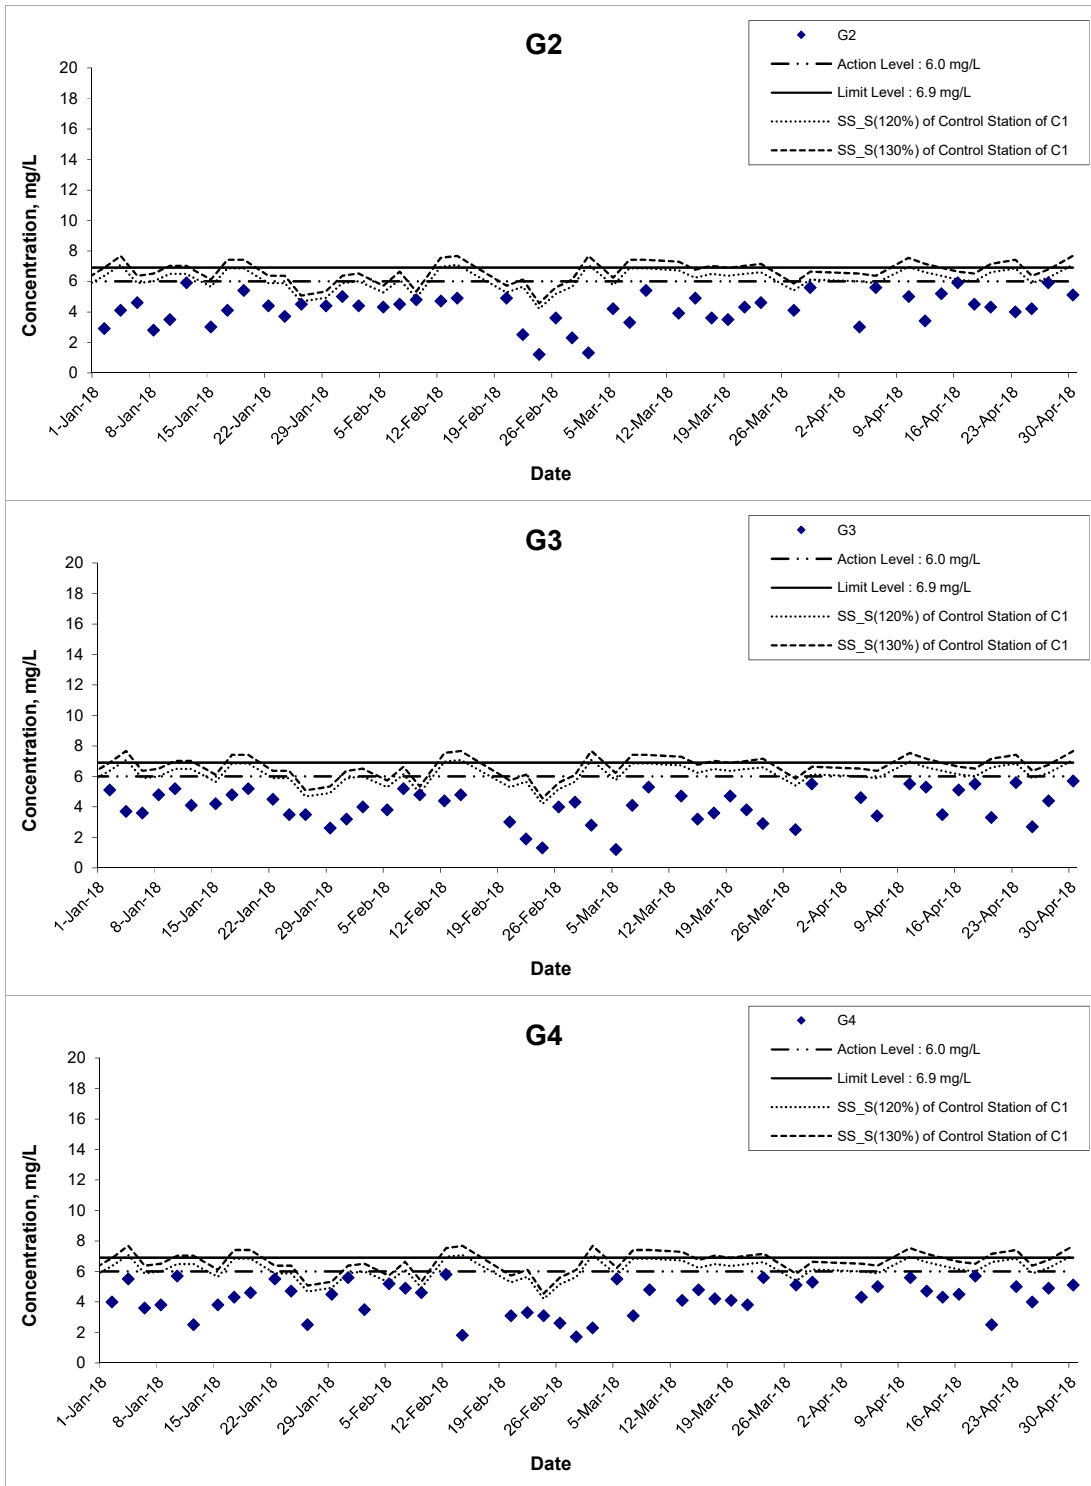 G2
G2
Action Level : 6.0 mg/L
Limit Level : 6.9 mg/L
SS_S(120%) of Control Station of C1
SS_S(130%) of Control Station of C1
Concentration, mg/L
20
18
16
14
12
10
8
6
4
2
0
1-Jan-18
8-Jan-18
15-Jan-18
22-Jan-18
29-Jan-18
5-Feb-18
12-Feb-18
19-Feb-18
26-Feb-18
5-Mar-18
12-Mar-18
19-Mar-18
26-Mar-18
2-Apr-18
9-Apr-18
16-Apr-18
23-Apr-18
30-Apr-18
Date
G3
G3
Action Level : 6.0 mg/L
Limit Level : 6.9 mg/L
SS_S(120%) of Control Station of C1
SS_S(130%) of Control Station of C1
Concentration, mg/L
20
18
16
14
12
10
8
6
4
2
0
1-Jan-18
8-Jan-18
15-Jan-18
22-Jan-18
29-Jan-18
5-Feb-18
12-Feb-18
19-Feb-18
26-Feb-18
5-Mar-18
12-Mar-18
19-Mar-18
26-Mar-18
2-Apr-18
9-Apr-18
16-Apr-18
23-Apr-18
30-Apr-18
Date
G4
G4
Action Level : 6.0 mg/L
Limit Level : 6.9 mg/L
SS_S(120%) of Control Station of C1
SS_S(130%) of Control Station of C1
Concentration, mg/L
20
18
16
14
12
10
8
6
4
2
0
1-Jan-18
8-Jan-18
15-Jan-18
22-Jan-18
29-Jan-18
5-Feb-18
12-Feb-18
19-Feb-18
26-Feb-18
5-Mar-18
12-Mar-18
19-Mar-18
26-Mar-18
2-Apr-18
9-Apr-18
16-Apr-18
23-Apr-18
30-Apr-18
Date